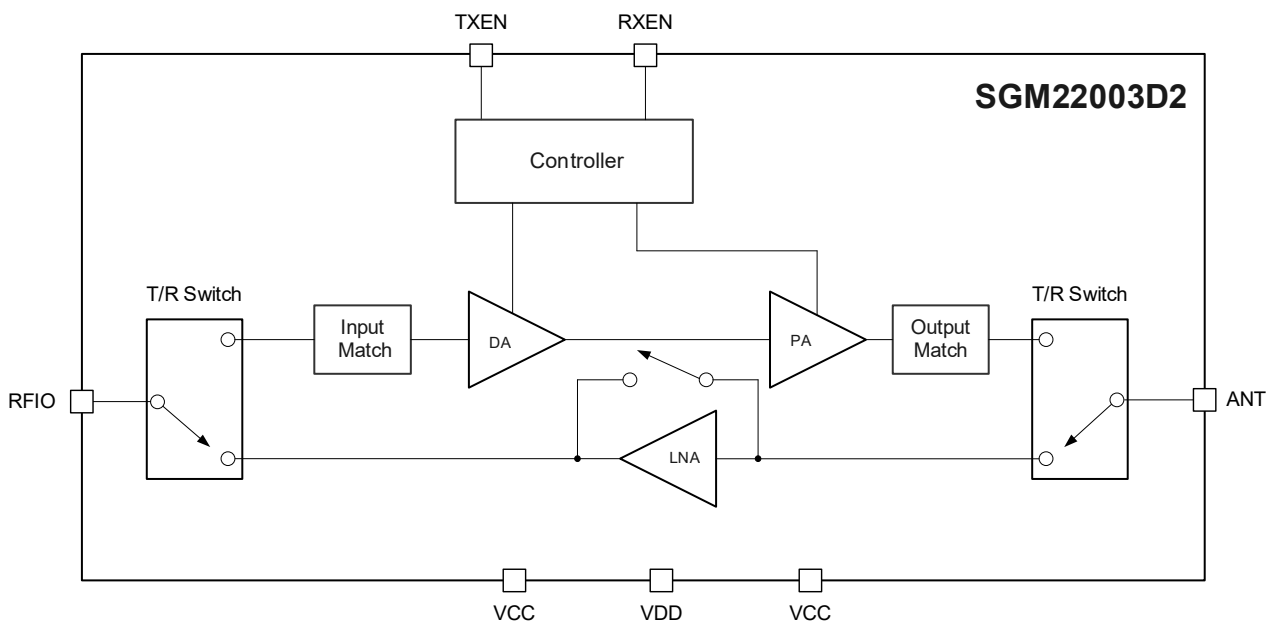 TXEN
RXEN
SGM22003D2
Controller
T/R Switch
T/R Switch
Input
Match
DA
PA
Output
Match
RFIO
ANT
LNA
VCC
VDD
VCC